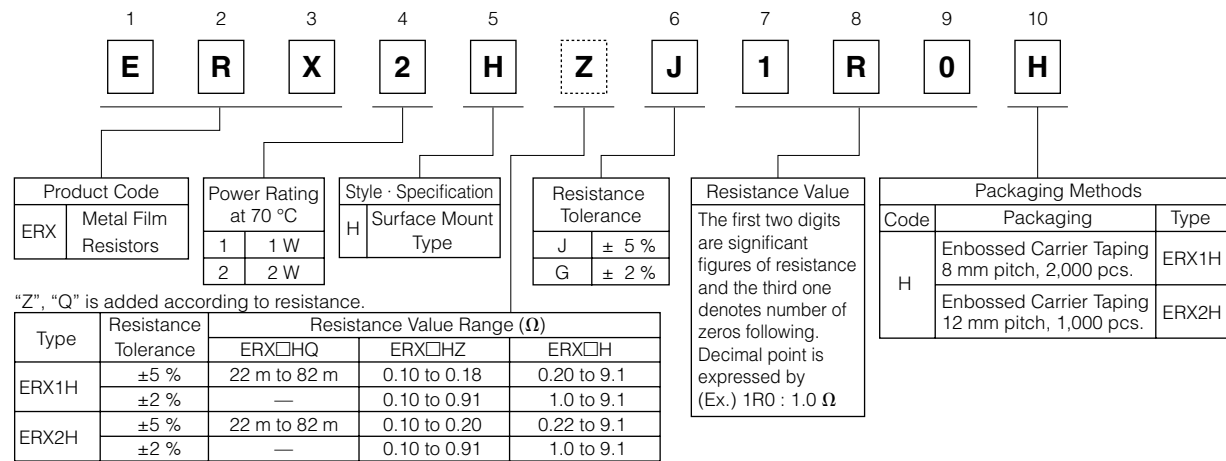 1 2 3 4 5 6 7 8 9 10
E R X 2 H Z J 1 R 0 H
Product Code
ERX Metal Film Resistors
Power Rating
at 70 °C
1 1 W
2 2 W
Style · Specification
H Surface Mount Type
Resistance
Tolerance
J ± 5 %
G ± 2 %
Resistance Value
The first two digits
are significant
figures of resistance
and the third one
denotes number of
zeros following.
Decimal point is
expressed by
(Ex.) 1R0 : 1.0 Ω
Packaging Methods
Code Packaging Type
H
Enbossed Carrier Taping
8 mm pitch, 2,000 pcs.
ERX1H
Enbossed Carrier Taping
12 mm pitch, 1,000 pcs.
ERX2H
“Z”, “Q” is added according to resistance.
Type Resistance Tolerance Resistance Value Range (Ω)
ERX□HQ ERX□HZ ERX□H
ERX1H ±5 % 22 m to 82 m 0.10 to 0.18 0.20 to 9.1
±2 % — 0.10 to 0.91 1.0 to 9.1
ERX2H ±5 % 22 m to 82 m 0.10 to 0.20 0.22 to 9.1
±2 % — 0.10 to 0.91 1.0 to 9.1